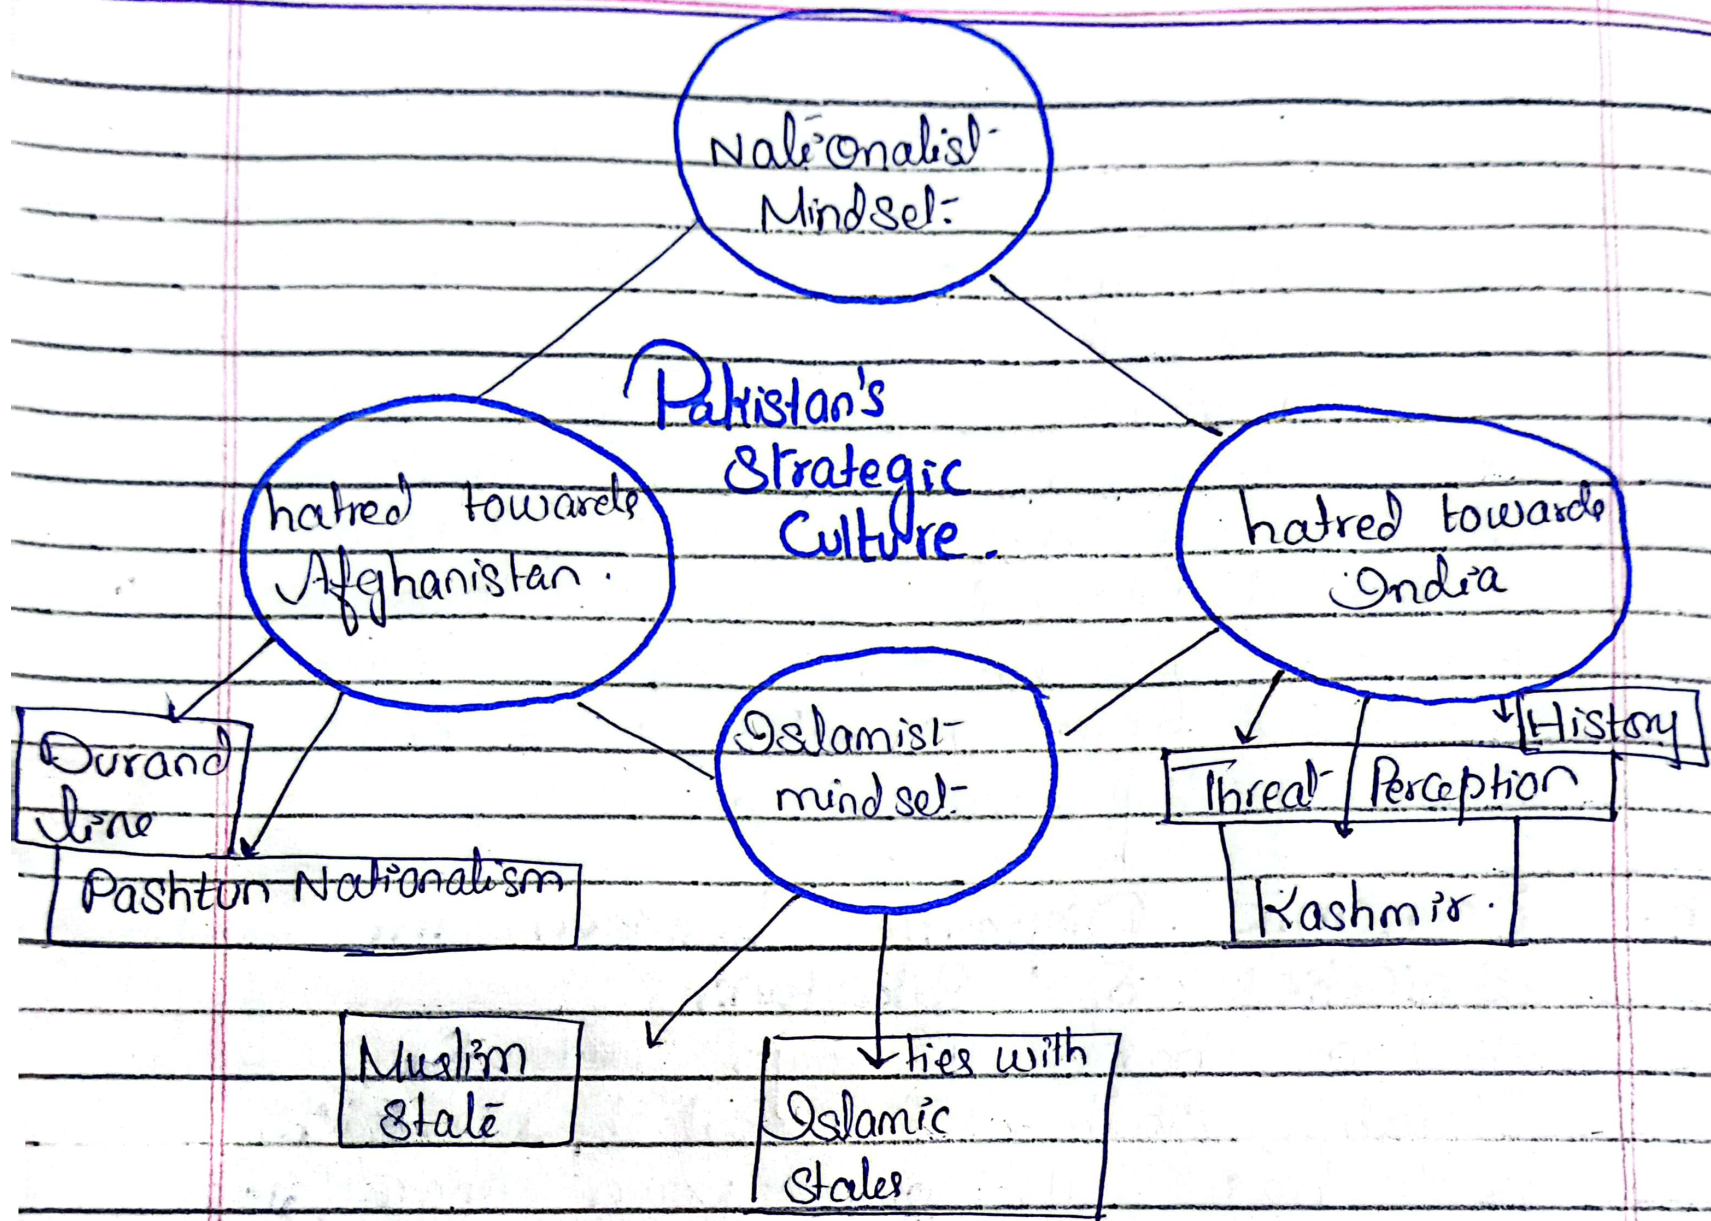 Nationalist
Mindset
Pakistan's
Strategic
Culture.
hatred towards
Afghanistan.
hatred towards
India
Islamist
mindset
Durand
line
Pashtun Nationalism
History
Threat Perception
Kashmir.
Muslim
State
ties with
Islamic
States